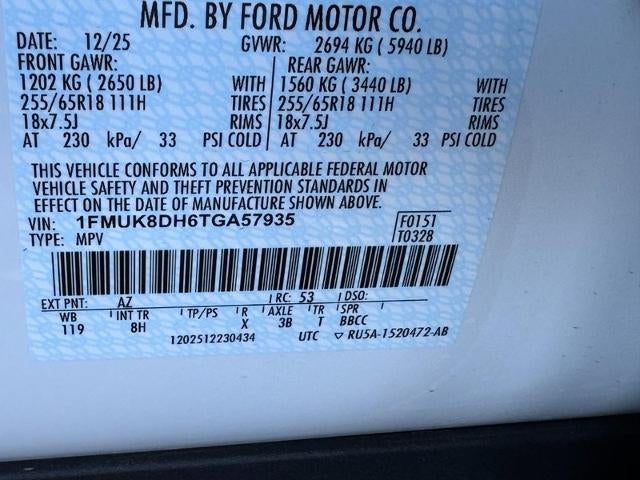 MFD. BY FORD MOTOR CO.
DATE: 12/25 GVWR: 2694 KG ( 5940 LB)
FRONT GAWR: REAR GAWR:
1202 KG ( 2650 LB) WITH 1560 KG ( 3440 LB) WITH
255/65R18 111H TIRES 255/65R18 111H TIRES
18x7.5J RIMS 18x7.5J RIMS
AT 230 kPa/ 33 PSI COLD AT 230 kPa/ 33 PSI COLD
THIS VEHICLE CONFORMS TO ALL APPLICABLE FEDERAL MOTOR
VEHICLE SAFETY AND THEFT PREVENTION STANDARDS IN
EFFECT ON THE DATE OF MANUFACTURE SHOWN ABOVE.
VIN: 1FMUK8DH6TGA57935 F0151
TYPE: MPV T0328
EXT PNT: AZ RC: 53 DSO:
WB INT TR TP/PS R AXLE TR SPR
119 8H X 3B T BBCC
1202512230434 UTC ▽ RU5A-1520472-AB